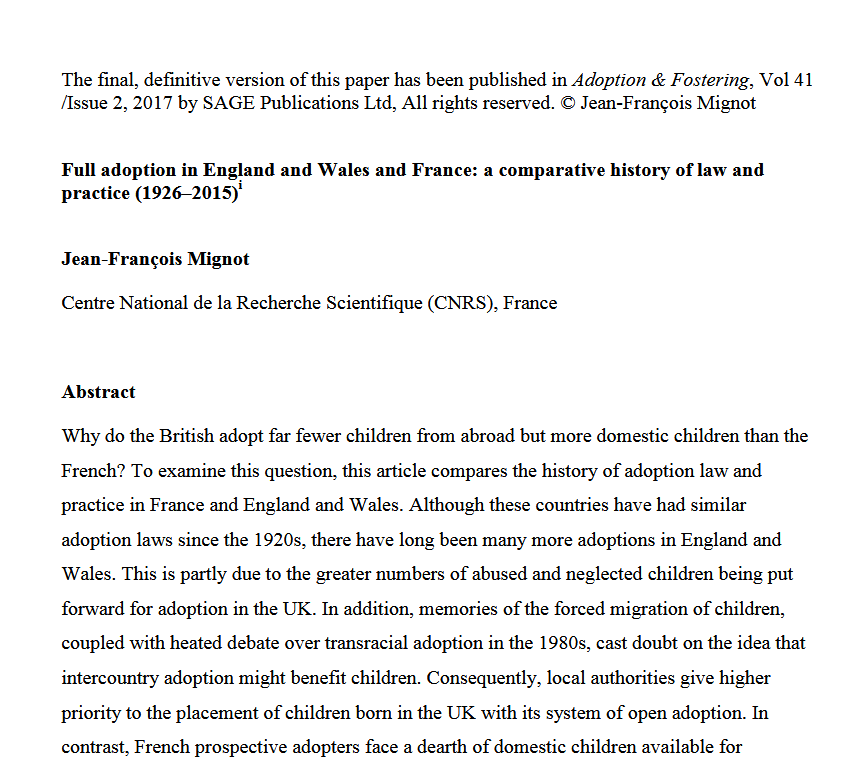 The final, definitive version of this paper has been published in Adoption & Fostering, Vol 41
/Issue 2, 2017 by SAGE Publications Ltd, All rights reserved. © Jean-François Mignot
Full adoption in England and Wales and France: a comparative history of law and
practice (1926–2015)i
Jean-François Mignot
Centre National de la Recherche Scientifique (CNRS), France
Abstract
Why do the British adopt far fewer children from abroad but more domestic children than the
French? To examine this question, this article compares the history of adoption law and
practice in France and England and Wales. Although these countries have had similar
adoption laws since the 1920s, there have long been many more adoptions in England and
Wales. This is partly due to the greater numbers of abused and neglected children being put
forward for adoption in the UK. In addition, memories of the forced migration of children,
coupled with heated debate over transracial adoption in the 1980s, cast doubt on the idea that
intercountry adoption might benefit children. Consequently, local authorities give higher
priority to the placement of children born in the UK with its system of open adoption. In
contrast, French prospective adopters face a dearth of domestic children available for